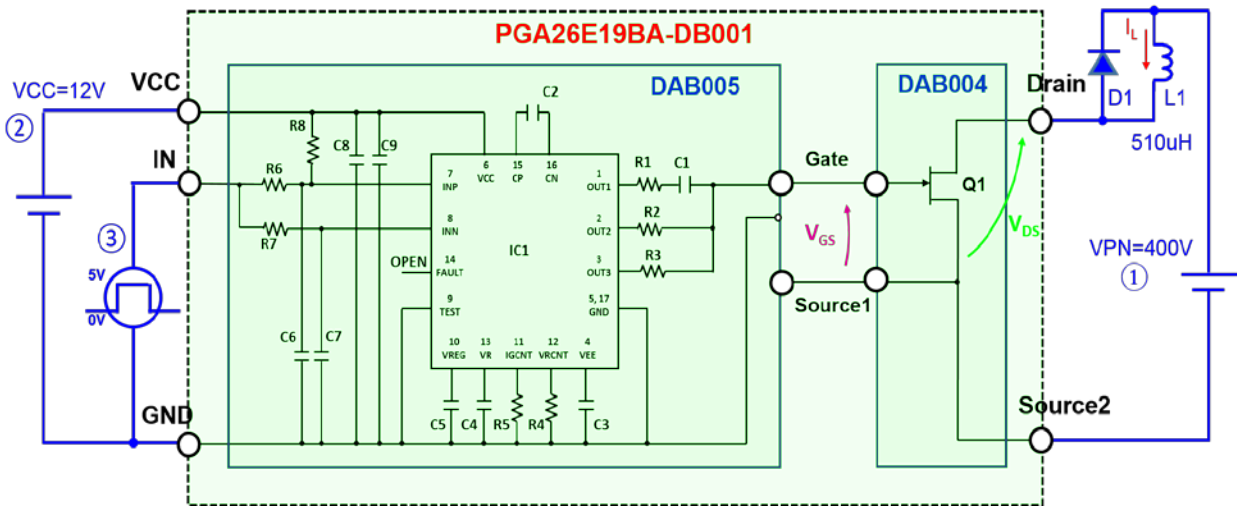 PGA26E19BA-DB001
DAB005
DAB004
VCC=12V
②
VCC
IN
③
5V
0V
GND
R8
C8
C9
C2
R6
R7
C6
C7
OPEN
7
INP
6
VCC
15
CP
16
CN
8
INN
14
FAULT
9
TEST
IC1
1
OUT1
2
OUT2
3
OUT3
5, 17
GND
10
VREG
13
VR
11
IGCNT
12
VRCNT
4
VEE
R1
C1
R2
R3
C5
C4
R5
R4
C3
Gate
VGS
Source1
Q1
VDS
Drain
Source2
IL
D1
L1
510uH
VPN=400V
①